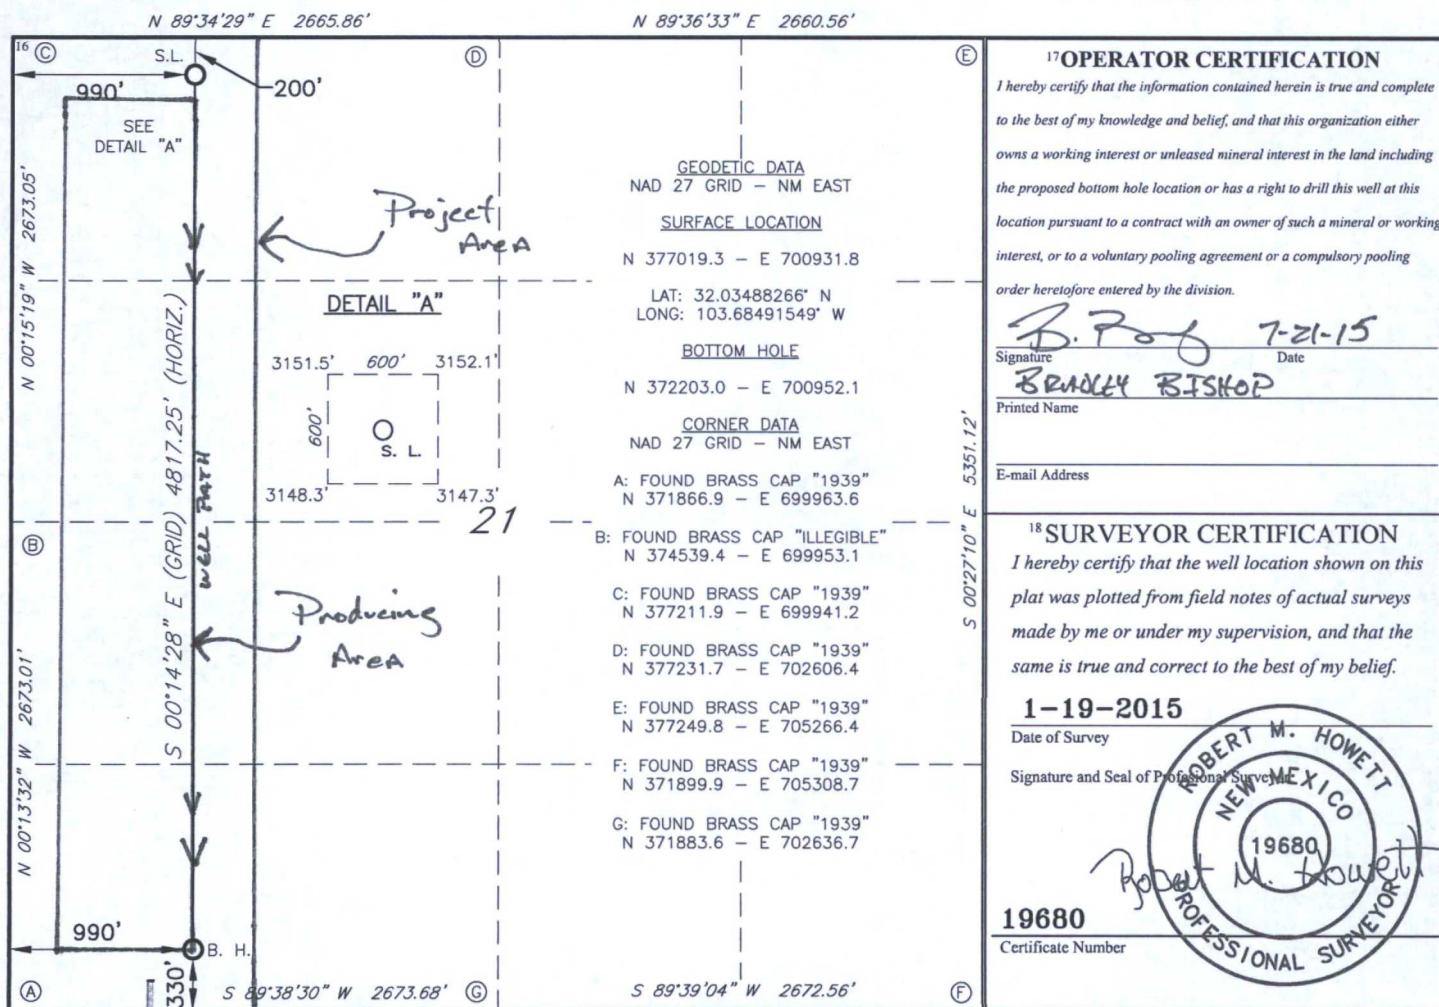 N 89°34'29" E 2665.86'
N 89°36'33" E 2660.56'
16 C
S.L.
D
E
990'
200'
SEE
DETAIL "A"
N 00°15'19" W 2673.05'
Project
Area
DETAIL "A"
3151.5' 600' 3152.1'
600'
S. L.
3148.3' 3147.3'
S 00°14'28" E (GRID) 4817.25' (HORIZ.)
WELL PATH
B
21
Producing
Area
N 00°13'32" W 2673.01'
990'
B. H.
330'
A
S 89°38'30" W 2673.68'
G
S 89°39'04" W 2672.56'
F
S 00°27'10" E 5351.12'
GEODETIC DATA
NAD 27 GRID – NM EAST
SURFACE LOCATION
N 377019.3 – E 700931.8
LAT: 32.03488266° N
LONG: 103.68491549° W
BOTTOM HOLE
N 372203.0 – E 700952.1
CORNER DATA
NAD 27 GRID – NM EAST
A: FOUND BRASS CAP "1939"
N 371866.9 – E 699963.6
B: FOUND BRASS CAP "ILLEGIBLE"
N 374539.4 – E 699953.1
C: FOUND BRASS CAP "1939"
N 377211.9 – E 699941.2
D: FOUND BRASS CAP "1939"
N 377231.7 – E 702606.4
E: FOUND BRASS CAP "1939"
N 377249.8 – E 705266.4
F: FOUND BRASS CAP "1939"
N 371899.9 – E 705308.7
G: FOUND BRASS CAP "1939"
N 371883.6 – E 702636.7
17 OPERATOR CERTIFICATION
I hereby certify that the information contained herein is true and complete
to the best of my knowledge and belief, and that this organization either
owns a working interest or unleased mineral interest in the land including
the proposed bottom hole location or has a right to drill this well at this
location pursuant to a contract with an owner of such a mineral or working
interest, or to a voluntary pooling agreement or a compulsory pooling
order heretofore entered by the division.
7-21-15
Signature Date
BRADLEY BISHOP
Printed Name
E-mail Address
18 SURVEYOR CERTIFICATION
I hereby certify that the well location shown on this
plat was plotted from field notes of actual surveys
made by me or under my supervision, and that the
same is true and correct to the best of my belief.
1-19-2015
Date of Survey
Signature and Seal of Professional Surveyor
ROBERT M. HOWETT
NEW MEXICO
19680
PROFESSIONAL SURVEYOR
Robert M. Howett
19680
Certificate Number